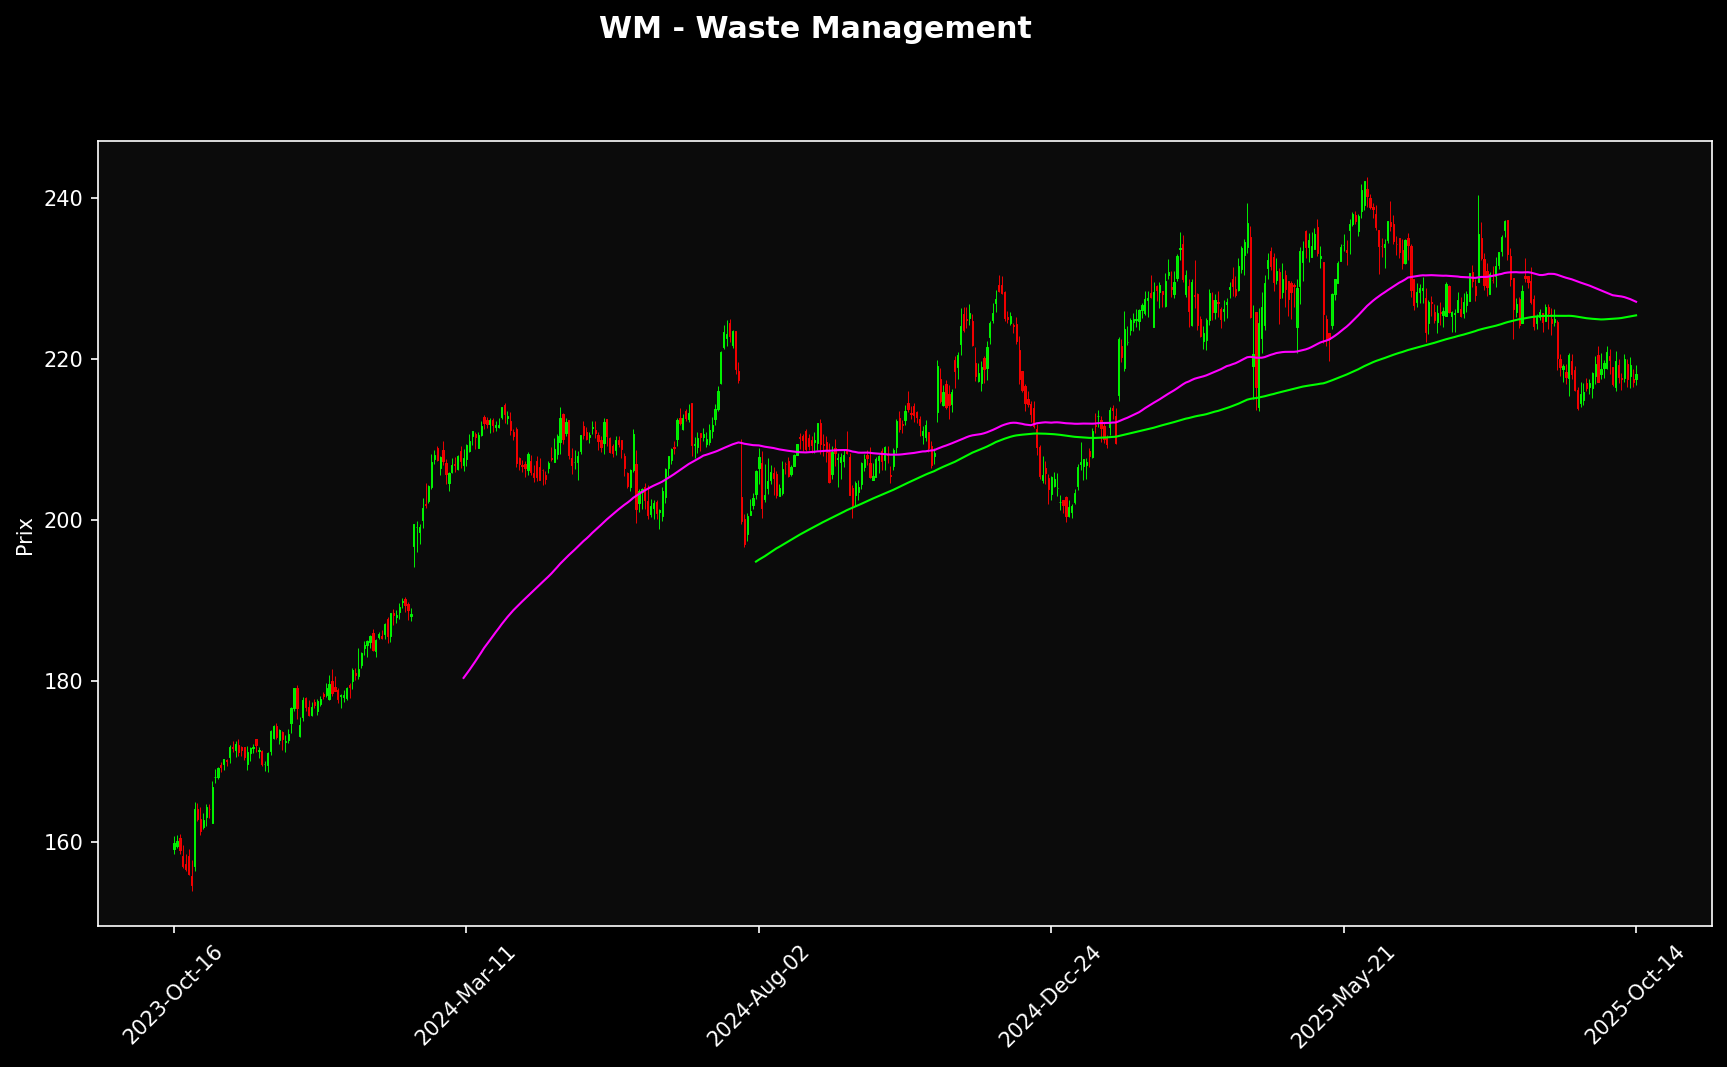 WM - Waste Management
Prix
240
220
200
180
160
2023-Oct-16
2024-Mar-11
2024-Aug-02
2024-Dec-24
2025-May-21
2025-Oct-14